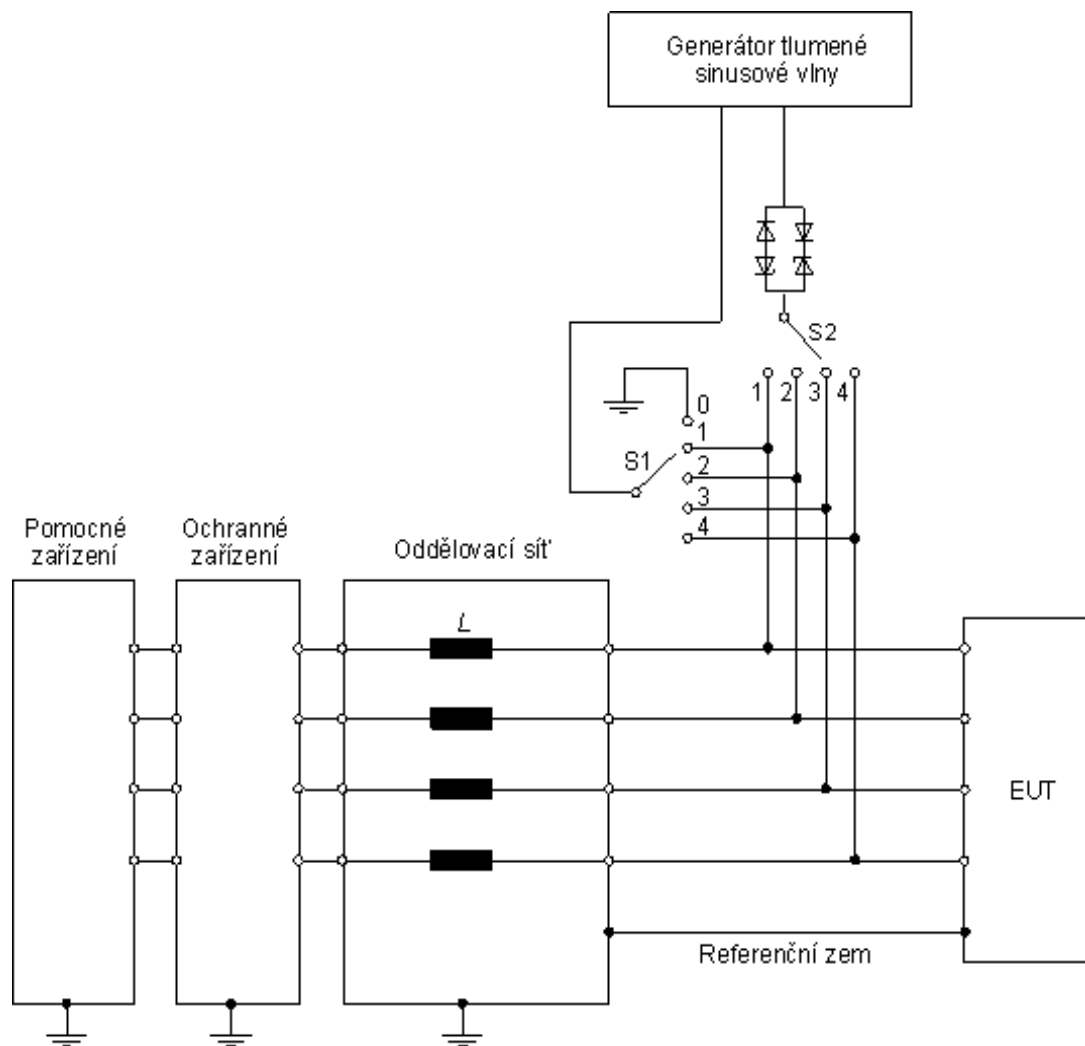 Generátor tlumené
sinusové vlny
S2
1 2 3 4
0
1
S1
2
3
4
Pomocné
zařízení
Ochranné
zařízení
Oddělovací síť
L
EUT
Referenční zem